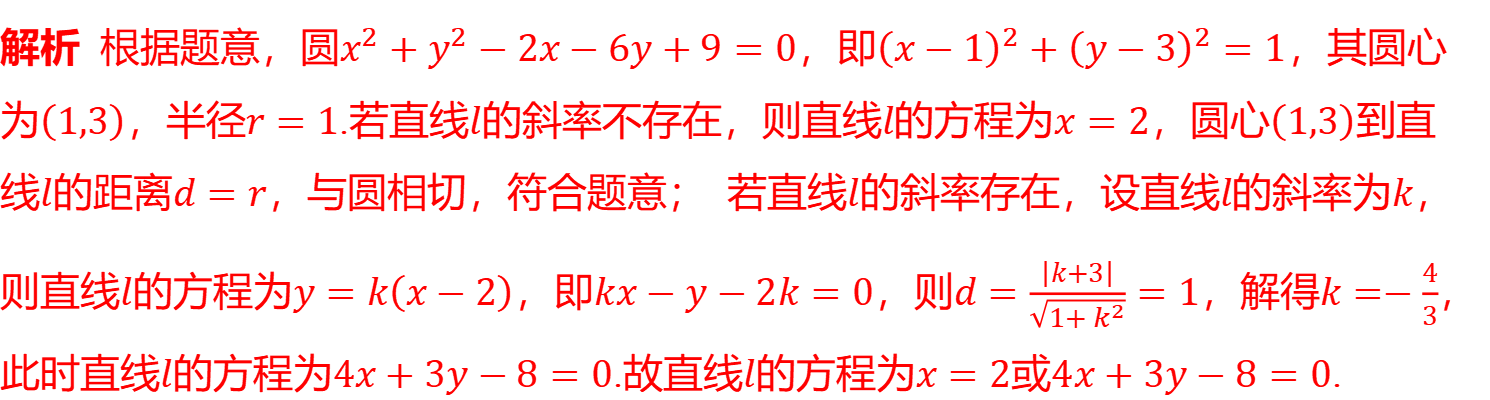 解析 根据题意，圆x² + y² − 2x − 6y + 9 = 0，即(x − 1)² + (y − 3)² = 1，其圆心
为(1,3)，半径r = 1.若直线l的斜率不存在，则直线l的方程为x = 2，圆心(1,3)到直
线l的距离d = r，与圆相切，符合题意； 若直线l的斜率存在，设直线l的斜率为k，
则直线l的方程为y = k(x − 2)，即kx − y − 2k = 0，则d = |k+3|/√(1+ k²) = 1，解得k =− 4/3，
此时直线l的方程为4x + 3y − 8 = 0.故直线l的方程为x = 2或4x + 3y − 8 = 0.